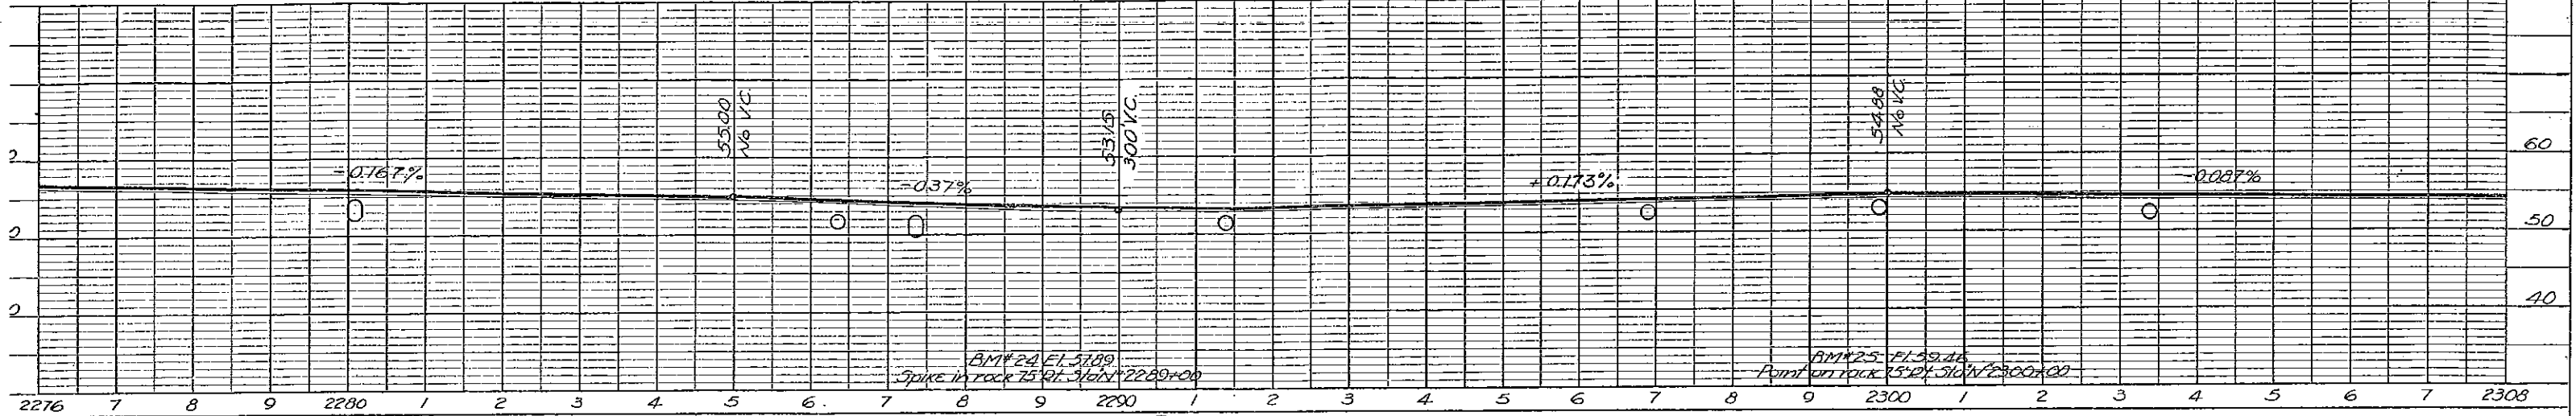 55.00
No V.C.
53.15
300' V.C.
54.88
No V.C.
60
- 0.167%
- 0.37%
+ 0.173%
- 0.087%
50
40
BM# 24 El. 57.89
Spike in rock 75' Rt. Sta "N" 2289+00
BM# 25 - El. 59.46
Point on rock 75' Rt. Sta "N" 2300+00
2276 7 8 9 2280 1 2 3 4 5 6 7 8 9 2290 1 2 3 4 5 6 7 8 9 2300 1 2 3 4 5 6 7 2308